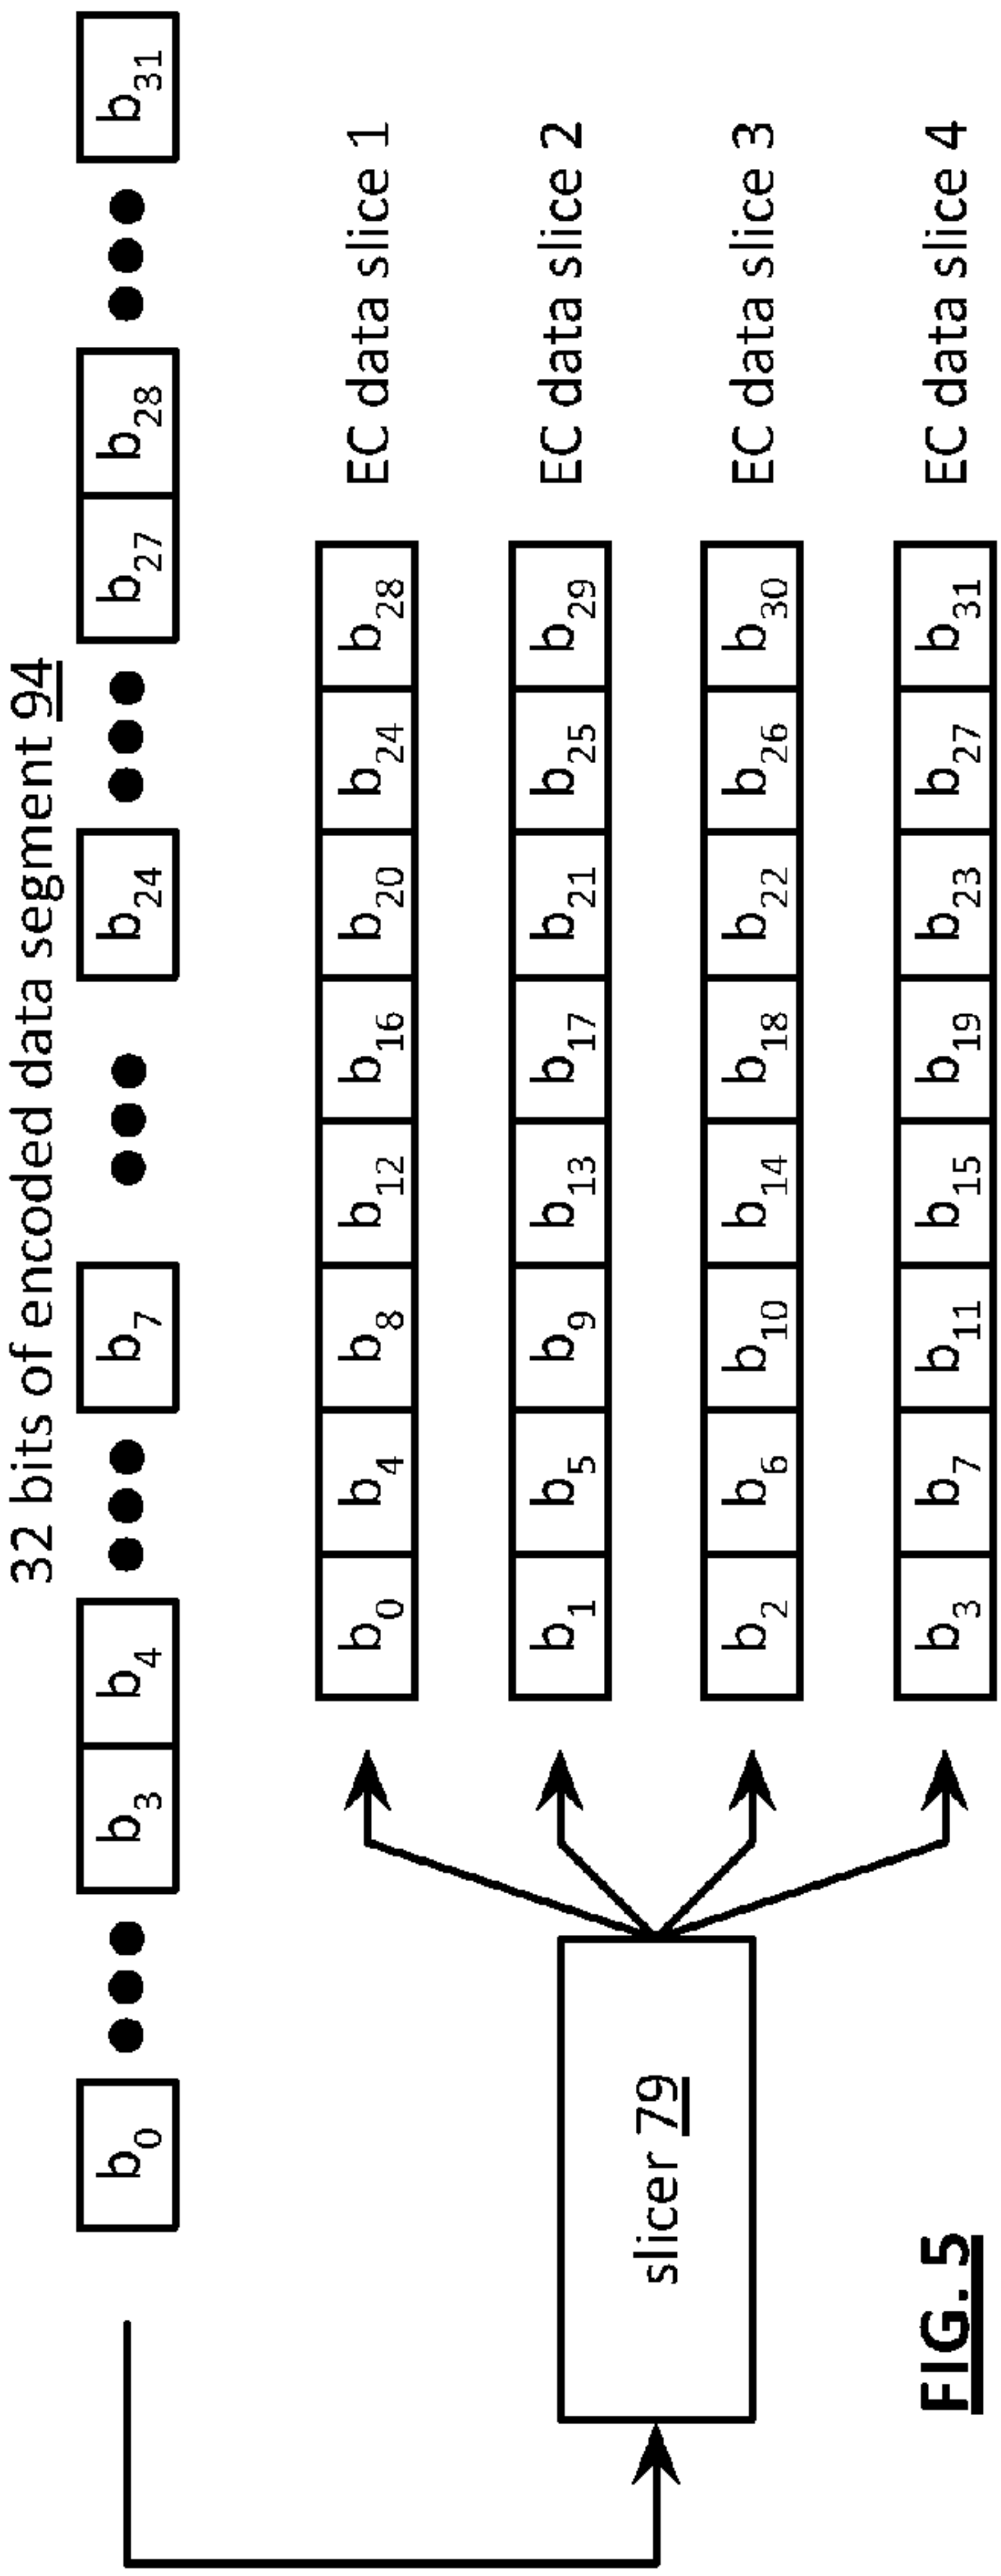 32 bits of encoded data segment 94
b0 ●●● b3 b4 ●●● b7 ●●● b24 ●●● b27 b28 ●●● b31
b0 b4 b8 b12 b16 b20 b24 b28 EC data slice 1
b1 b5 b9 b13 b17 b21 b25 b29 EC data slice 2
slicer 79
b2 b6 b10 b14 b18 b22 b26 b30 EC data slice 3
b3 b7 b11 b15 b19 b23 b27 b31 EC data slice 4
FIG. 5